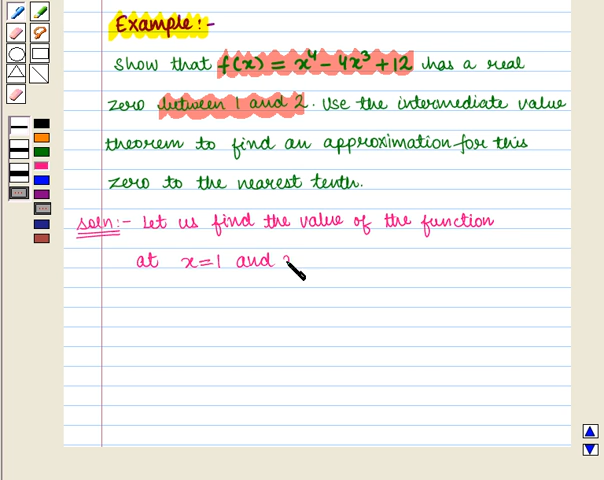 Example:-
Show that f(x) = x⁴ - 4x³ + 12 has a real
zero between 1 and 2. Use the intermediate value
theorem to find an approximation for this
zero to the nearest tenth.
Soln:- Let us find the value of the function
at x=1 and